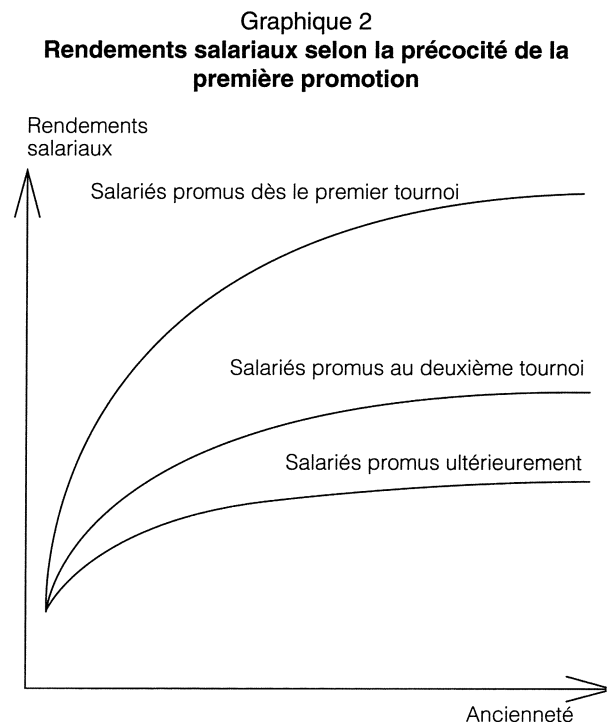 Graphique 2
Rendements salariaux selon la précocité de la
première promotion
Rendements
salariaux
Salariés promus dès le premier tournoi
Salariés promus au deuxième tournoi
Salariés promus ultérieurement
Ancienneté